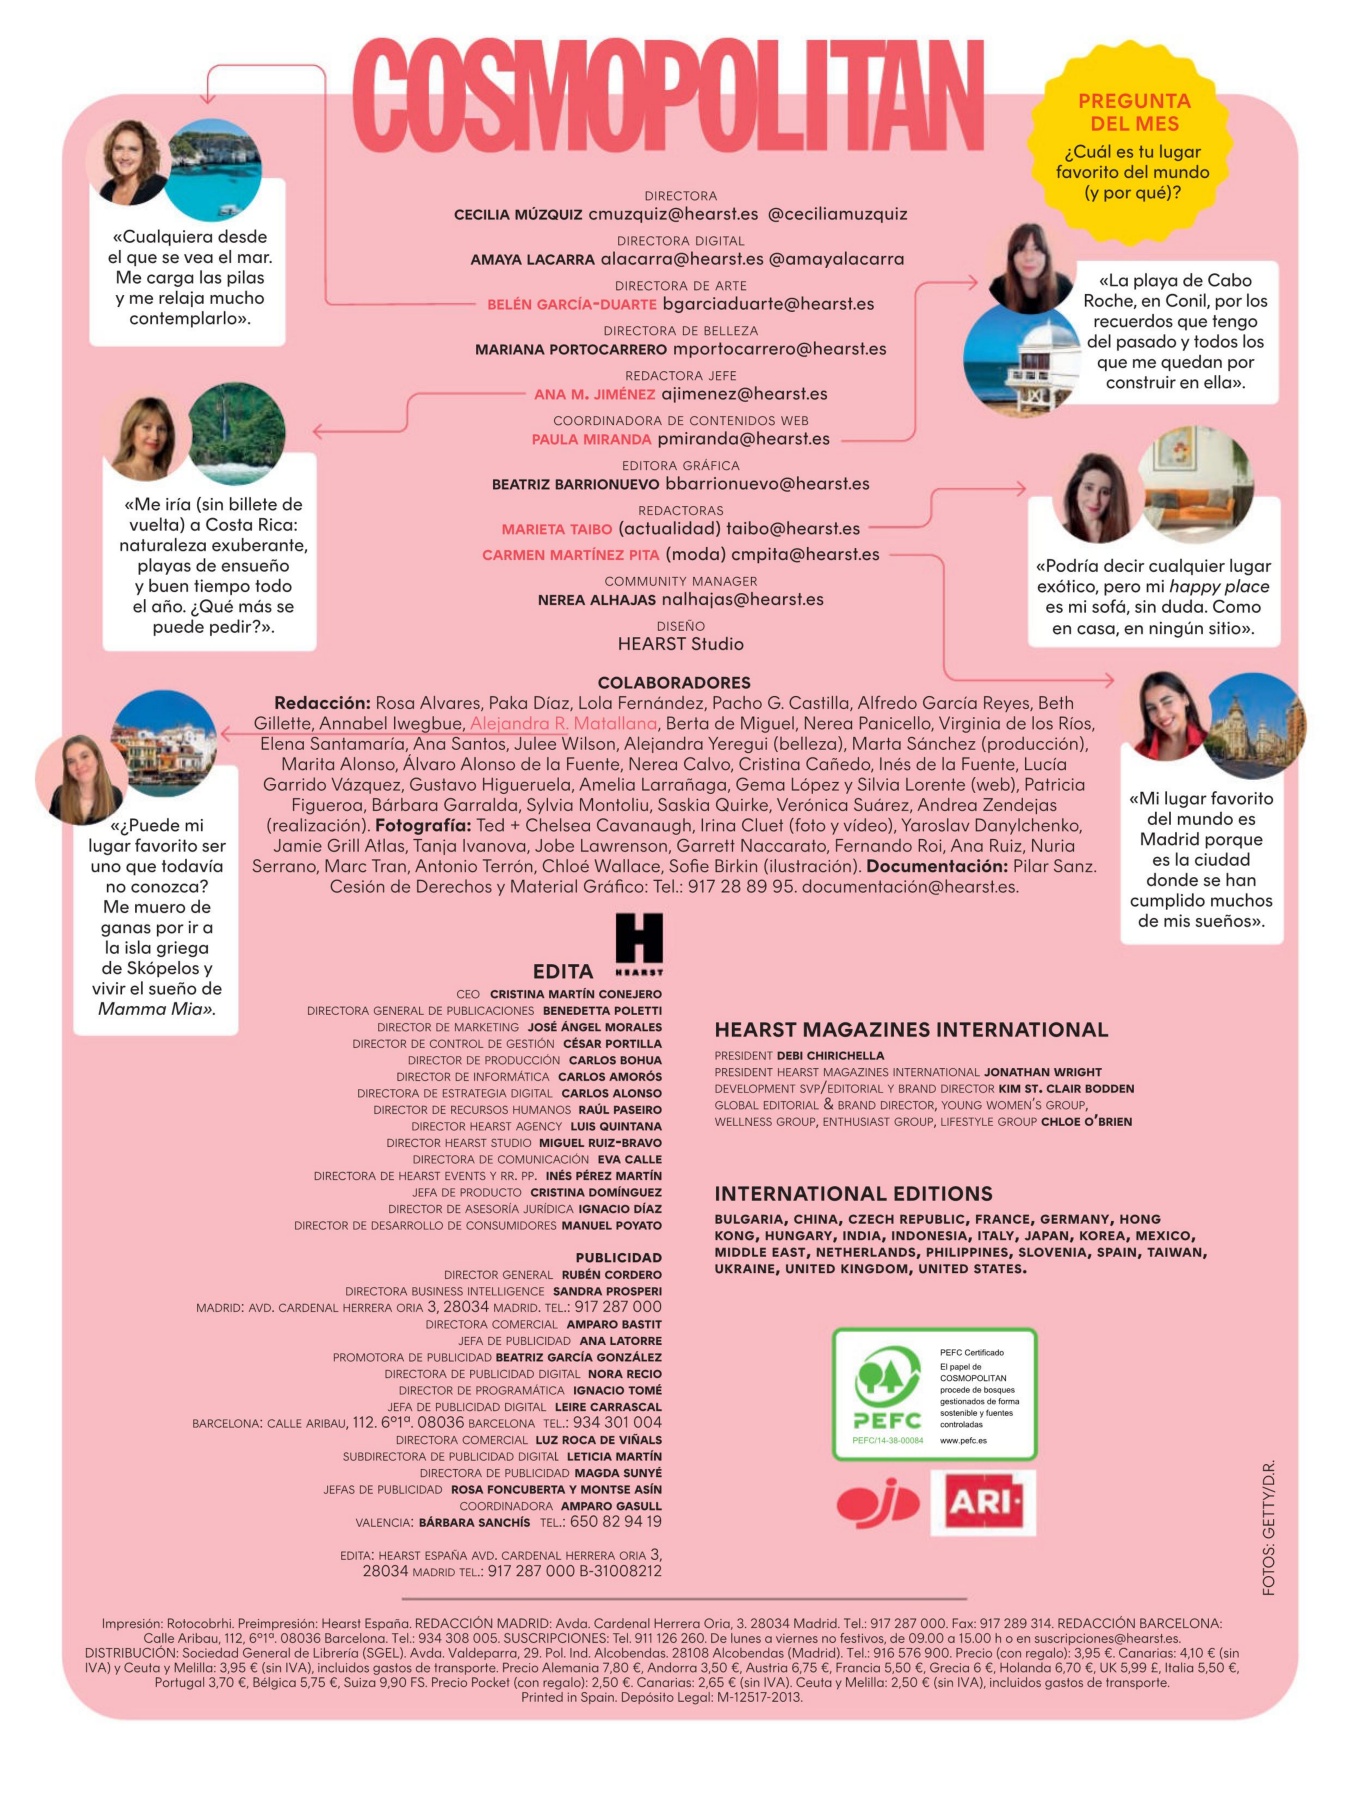 COSMOPOLITAN
PREGUNTA
DEL MES
¿Cuál es tu lugar
favorito del mundo
(y por qué)?
«Cualquiera desde
el que se vea el mar.
Me carga las pilas
y me relaja mucho
contemplarlo».
«Me iría (sin billete de
vuelta) a Costa Rica:
naturaleza exuberante,
playas de ensueño
y buen tiempo todo
el año. ¿Qué más se
puede pedir?».
«¿Puede mi
lugar favorito ser
uno que todavía
no conozca?
Me muero de
ganas por ir a
la isla griega
de Skópelos y
vivir el sueño de
Mamma Mia».
DIRECTORA
CECILIA MÚZQUIZ cmuzquiz@hearst.es @ceciliamuzquiz
DIRECTORA DIGITAL
AMAYA LACARRA alacarra@hearst.es @amayalacarra
DIRECTORA DE ARTE
BELÉN GARCÍA-DUARTE bgarciaduarte@hearst.es
DIRECTORA DE BELLEZA
MARIANA PORTOCARRERO mportocarrero@hearst.es
REDACTORA JEFE
ANA M. JIMÉNEZ ajimenez@hearst.es
COORDINADORA DE CONTENIDOS WEB
PAULA MIRANDA pmiranda@hearst.es
EDITORA GRÁFICA
BEATRIZ BARRIONUEVO bbarrionuevo@hearst.es
REDACTORAS
MARIETA TAIBO (actualidad) taibo@hearst.es
CARMEN MARTÍNEZ PITA (moda) cmpita@hearst.es
COMMUNITY MANAGER
NEREA ALHAJAS nalhajas@hearst.es
DISEÑO
HEARST Studio
«La playa de Cabo
Roche, en Conil, por los
recuerdos que tengo
del pasado y todos los
que me quedan por
construir en ella».
«Podría decir cualquier lugar
exótico, pero mi happy place
es mi sofá, sin duda. Como
en casa, en ningún sitio».
«Mi lugar favorito
del mundo es
Madrid porque
es la ciudad
donde se han
cumplido muchos
de mis sueños».
COLABORADORES
Redacción: Rosa Alvares, Paka Díaz, Lola Fernández, Pacho G. Castilla, Alfredo García Reyes, Beth
Gillette, Annabel Iwegbue, Alejandra R. Matallana, Berta de Miguel, Nerea Panicello, Virginia de los Ríos,
Elena Santamaría, Ana Santos, Julee Wilson, Alejandra Yeregui (belleza), Marta Sánchez (producción),
Marita Alonso, Álvaro Alonso de la Fuente, Nerea Calvo, Cristina Cañedo, Inés de la Fuente, Lucía
Garrido Vázquez, Gustavo Higueruela, Amelia Larrañaga, Gema López y Silvia Lorente (web), Patricia
Figueroa, Bárbara Garralda, Sylvia Montoliu, Saskia Quirke, Verónica Suárez, Andrea Zendejas
(realización). Fotografía: Ted + Chelsea Cavanaugh, Irina Cluet (foto y vídeo), Yaroslav Danylchenko,
Jamie Grill Atlas, Tanja Ivanova, Jobe Lawrenson, Garrett Naccarato, Fernando Roi, Ana Ruiz, Nuria
Serrano, Marc Tran, Antonio Terrón, Chloé Wallace, Sofie Birkin (ilustración). Documentación: Pilar Sanz.
Cesión de Derechos y Material Gráfico: Tel.: 917 28 89 95. documentación@hearst.es.
H
HEARST
EDITA
CEO CRISTINA MARTÍN CONEJERO
DIRECTORA GENERAL DE PUBLICACIONES BENEDETTA POLETTI
DIRECTOR DE MARKETING JOSÉ ÁNGEL MORALES
DIRECTOR DE CONTROL DE GESTIÓN CÉSAR PORTILLA
DIRECTOR DE PRODUCCIÓN CARLOS BOHUA
DIRECTOR DE INFORMÁTICA CARLOS AMORÓS
DIRECTORA DE ESTRATEGIA DIGITAL CARLOS ALONSO
DIRECTOR DE RECURSOS HUMANOS RAÚL PASEIRO
DIRECTOR HEARST AGENCY LUIS QUINTANA
DIRECTOR HEARST STUDIO MIGUEL RUIZ-BRAVO
DIRECTORA DE COMUNICACIÓN EVA CALLE
DIRECTORA DE HEARST EVENTS Y RR. PP. INÉS PÉREZ MARTÍN
JEFA DE PRODUCTO CRISTINA DOMÍNGUEZ
DIRECTOR DE ASESORÍA JURÍDICA IGNACIO DÍAZ
DIRECTOR DE DESARROLLO DE CONSUMIDORES MANUEL POYATO
PUBLICIDAD
DIRECTOR GENERAL RUBÉN CORDERO
DIRECTORA BUSINESS INTELLIGENCE SANDRA PROSPERI
MADRID: AVD. CARDENAL HERRERA ORIA 3, 28034 MADRID. TEL.: 917 287 000
DIRECTORA COMERCIAL AMPARO BASTIT
JEFA DE PUBLICIDAD ANA LATORRE
PROMOTORA DE PUBLICIDAD BEATRIZ GARCÍA GONZÁLEZ
DIRECTORA DE PUBLICIDAD DIGITAL NORA RECIO
DIRECTOR DE PROGRAMÁTICA IGNACIO TOMÉ
JEFA DE PUBLICIDAD DIGITAL LEIRE CARRASCAL
BARCELONA: CALLE ARIBAU, 112. 6º1ª. 08036 BARCELONA TEL.: 934 301 004
DIRECTORA COMERCIAL LUZ ROCA DE VIÑALS
SUBDIRECTORA DE PUBLICIDAD DIGITAL LETICIA MARTÍN
DIRECTORA DE PUBLICIDAD MAGDA SUNYÉ
JEFAS DE PUBLICIDAD ROSA FONCUBERTA Y MONTSE ASÍN
COORDINADORA AMPARO GASULL
VALENCIA: BÁRBARA SANCHÍS TEL.: 650 82 94 19
EDITA: HEARST ESPAÑA AVD. CARDENAL HERRERA ORIA 3,
28034 MADRID TEL.: 917 287 000 B-31008212
HEARST MAGAZINES INTERNATIONAL
PRESIDENT DEBI CHIRICHELLA
PRESIDENT HEARST MAGAZINES INTERNATIONAL JONATHAN WRIGHT
DEVELOPMENT SVP/EDITORIAL Y BRAND DIRECTOR KIM ST. CLAIR BODDEN
GLOBAL EDITORIAL & BRAND DIRECTOR, YOUNG WOMEN'S GROUP,
WELLNESS GROUP, ENTHUSIAST GROUP, LIFESTYLE GROUP CHLOE O'BRIEN
INTERNATIONAL EDITIONS
BULGARIA, CHINA, CZECH REPUBLIC, FRANCE, GERMANY, HONG
KONG, HUNGARY, INDIA, INDONESIA, ITALY, JAPAN, KOREA, MEXICO,
MIDDLE EAST, NETHERLANDS, PHILIPPINES, SLOVENIA, SPAIN, TAIWAN,
UKRAINE, UNITED KINGDOM, UNITED STATES.
PEFC
PEFC/14-38-00084
PEFC Certificado
El papel de
COSMOPOLITAN
procede de bosques
gestionados de forma
sostenible y fuentes
controladas
www.pefc.es
ojd
ARI
FOTOS: GETTY/D.R.
Impresión: Rotocobrhi. Preimpresión: Hearst España. REDACCIÓN MADRID: Avda. Cardenal Herrera Oria, 3. 28034 Madrid. Tel.: 917 287 000. Fax: 917 289 314. REDACCIÓN BARCELONA:
Calle Aribau, 112, 6º1ª. 08036 Barcelona. Tel.: 934 308 005. SUSCRIPCIONES: Tel. 911 126 260. De lunes a viernes no festivos, de 09.00 a 15.00 h o en suscripciones@hearst.es.
DISTRIBUCIÓN: Sociedad General de Librería (SGEL). Avda. Valdeparra, 29. Pol. Ind. Alcobendas. 28108 Alcobendas (Madrid). Tel.: 916 576 900. Precio (con regalo): 3,95 €. Canarias: 4,10 € (sin
IVA) y Ceuta y Melilla: 3,95 € (sin IVA), incluidos gastos de transporte. Precio Alemania 7,80 €, Andorra 3,50 €, Austria 6,75 €, Francia 5,50 €, Grecia 6 €, Holanda 6,70 €, UK 5,99 £, Italia 5,50 €,
Portugal 3,70 €, Bélgica 5,75 €, Suiza 9,90 FS. Precio Pocket (con regalo): 2,50 €. Canarias: 2,65 € (sin IVA). Ceuta y Melilla: 2,50 € (sin IVA), incluidos gastos de transporte.
Printed in Spain. Depósito Legal: M-12517-2013.